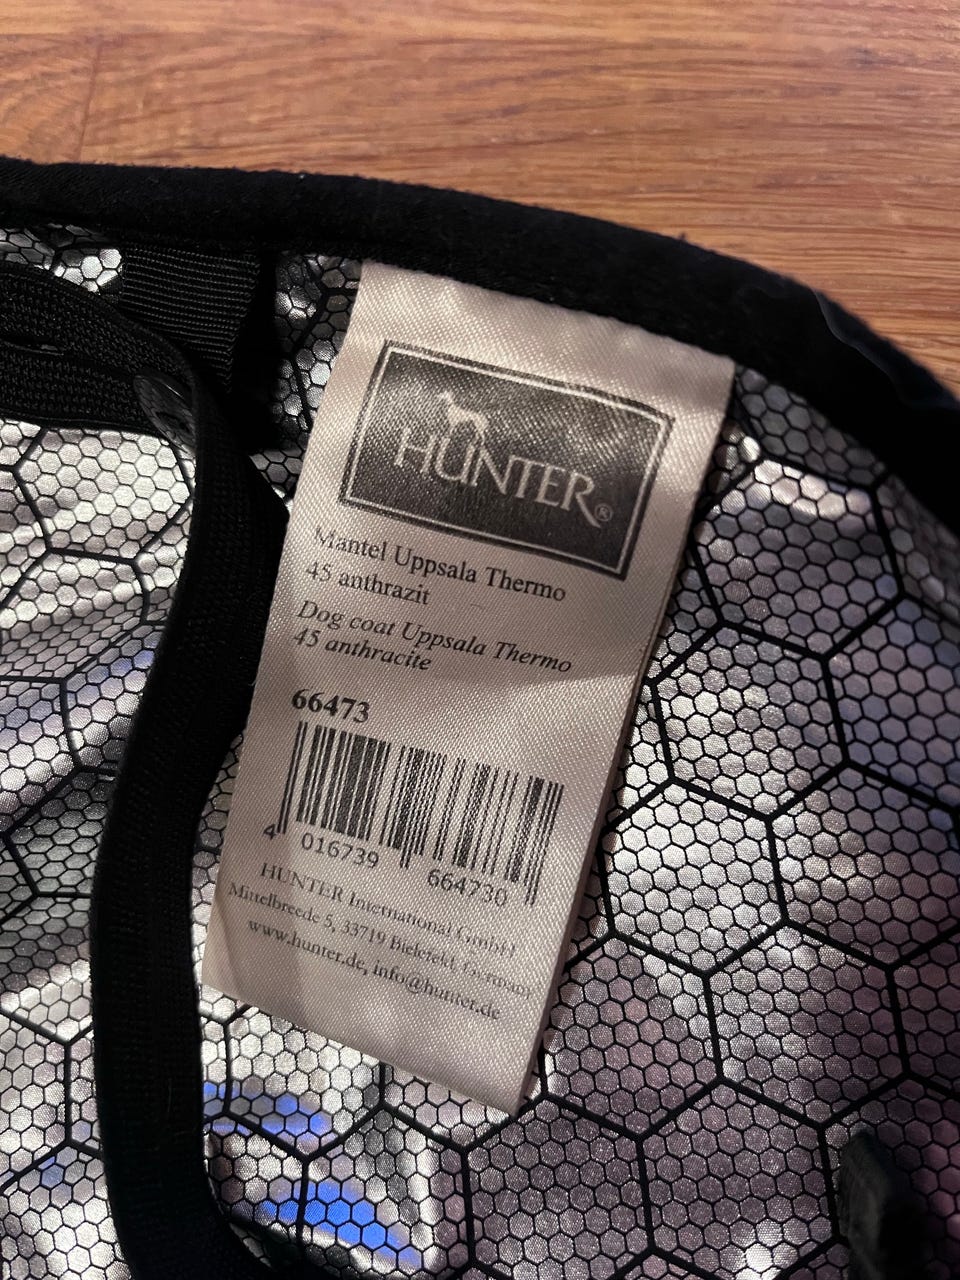 HUNTER®
Mantel Uppsala Thermo
45 anthrazit
Dog coat Uppsala Thermo
45 anthracite
66473
4 016739 664730
HUNTER International GmbH
Mittelbreede 5, 33719 Bielefeld, Germany
www.hunter.de, info@hunter.de